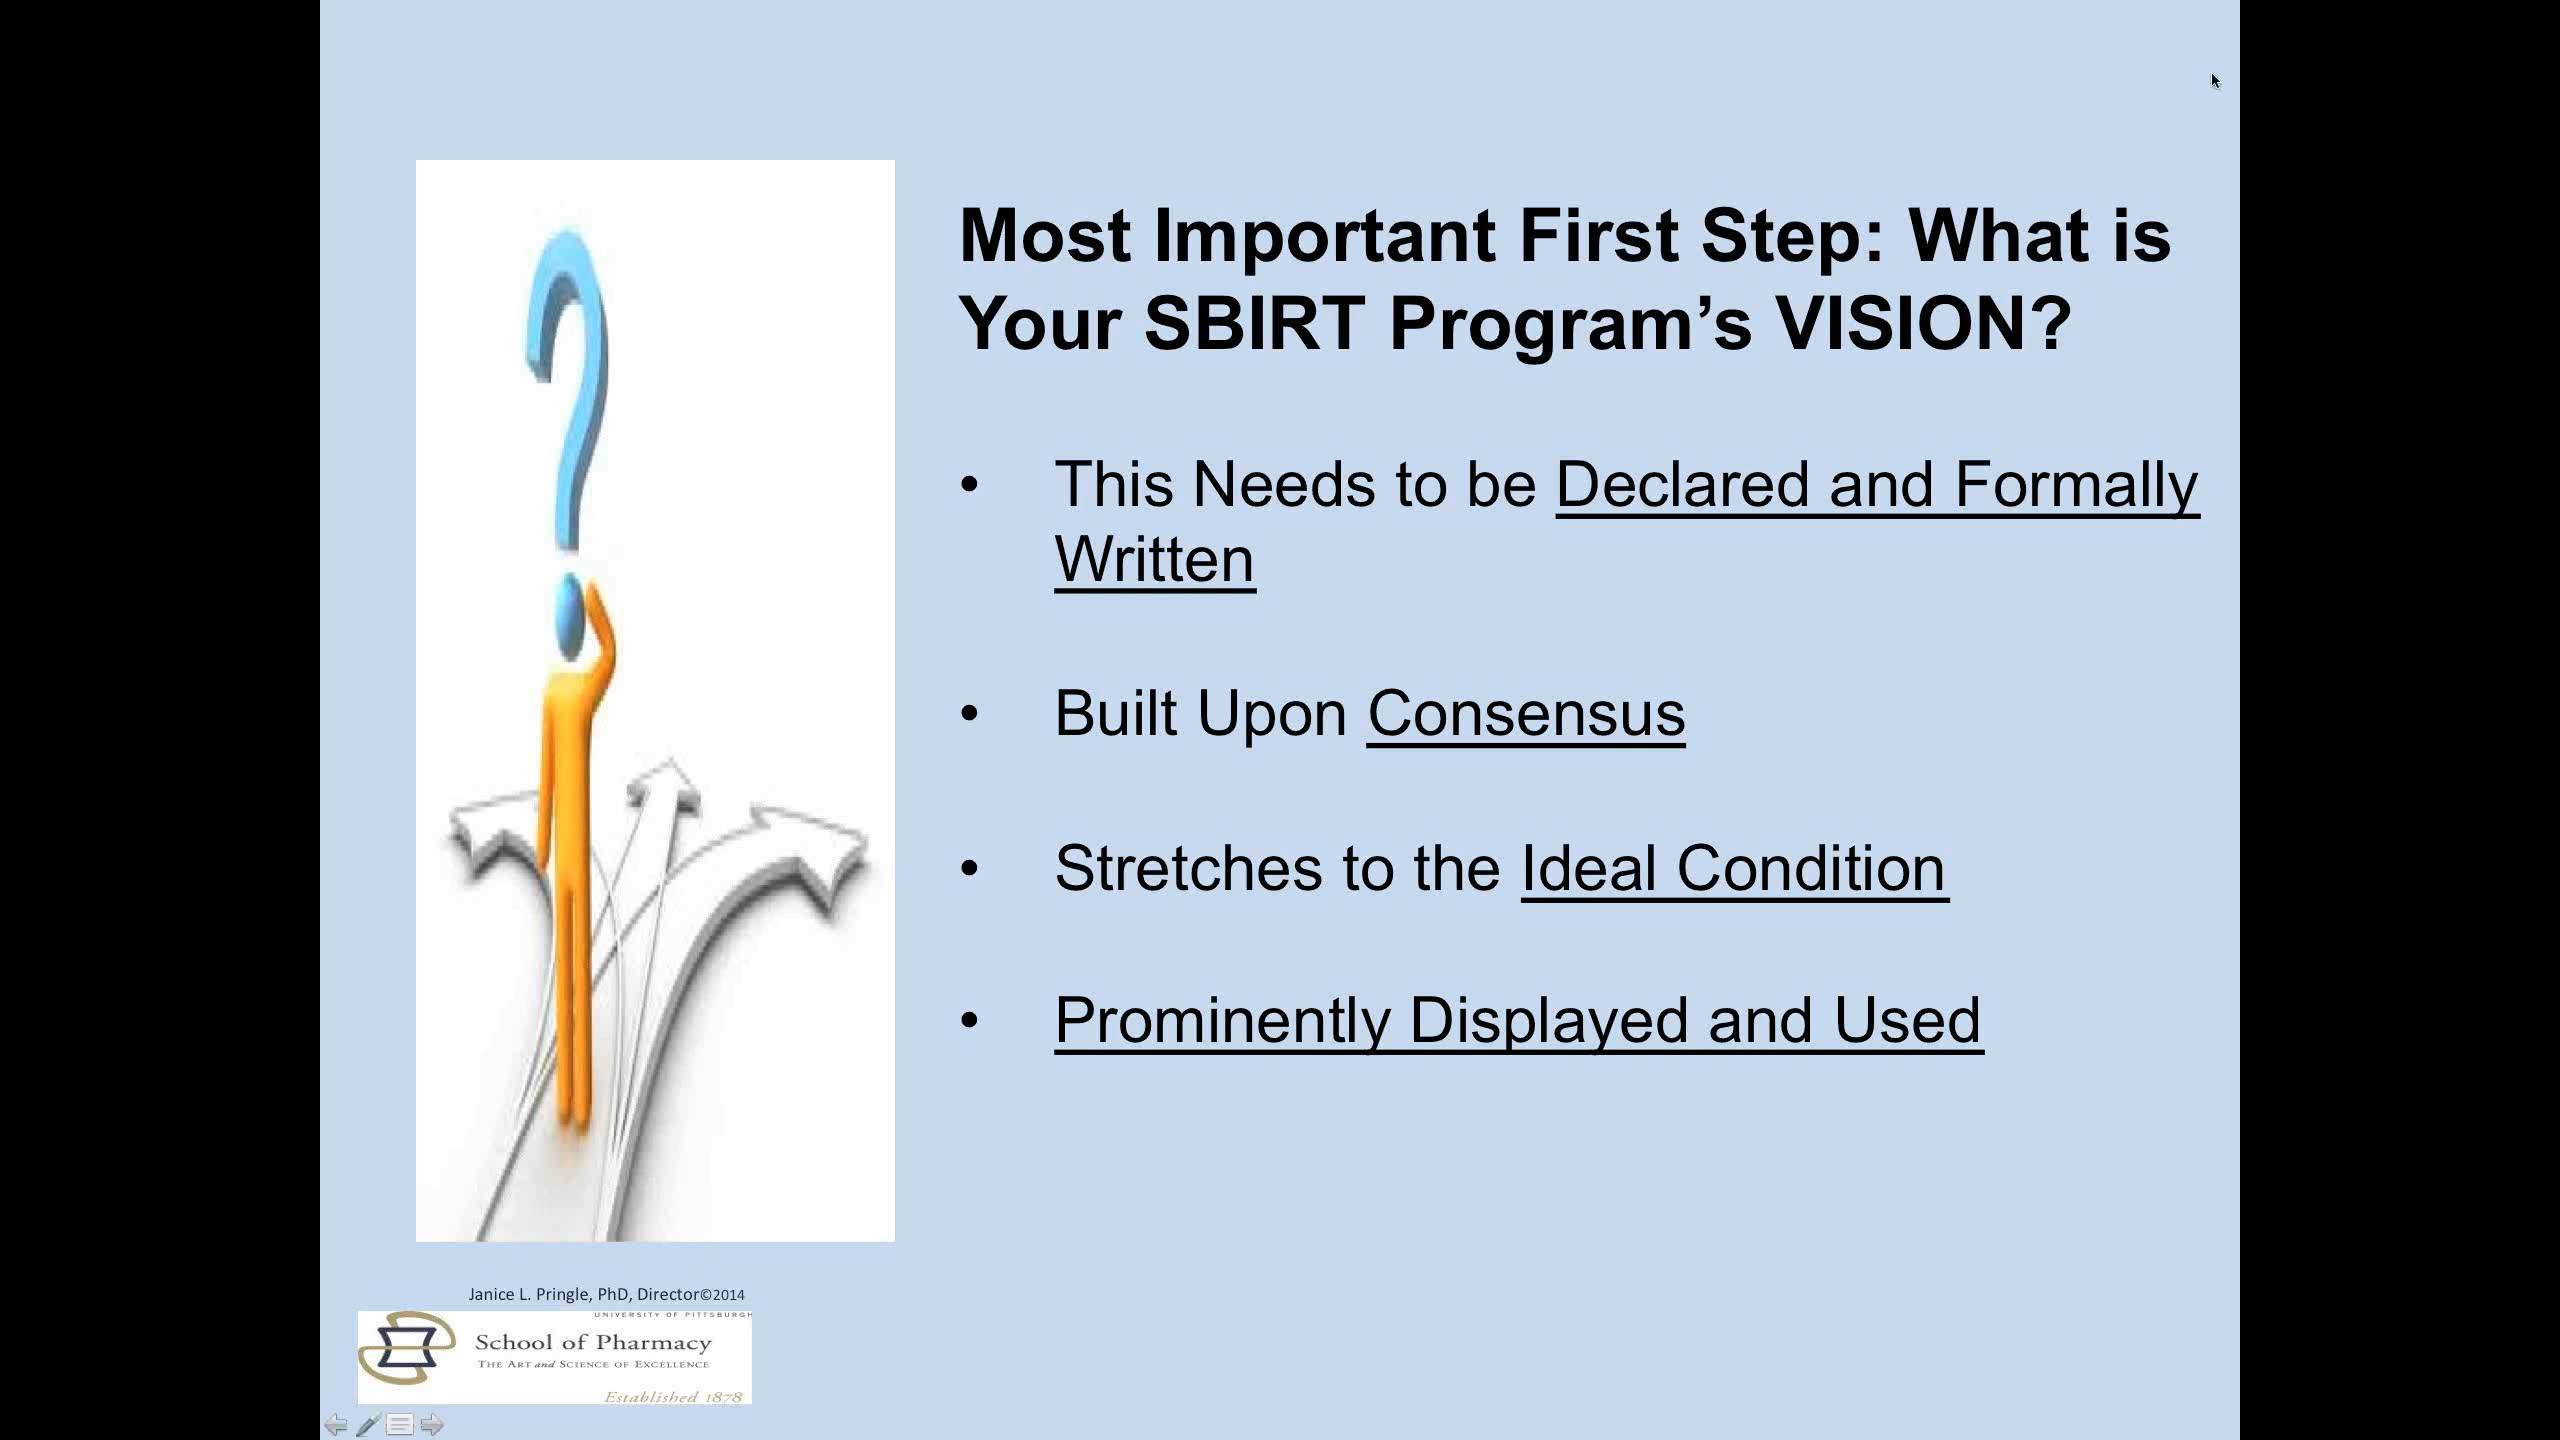 Most Important First Step: What is
Your SBIRT Program’s VISION?
• This Needs to be Declared and Formally
Written
• Built Upon Consensus
• Stretches to the Ideal Condition
• Prominently Displayed and Used
Janice L. Pringle, PhD, Director©2014
UNIVERSITY OF PITTSBURGH
School of Pharmacy
THE ART and SCIENCE OF EXCELLENCE
Established 1878